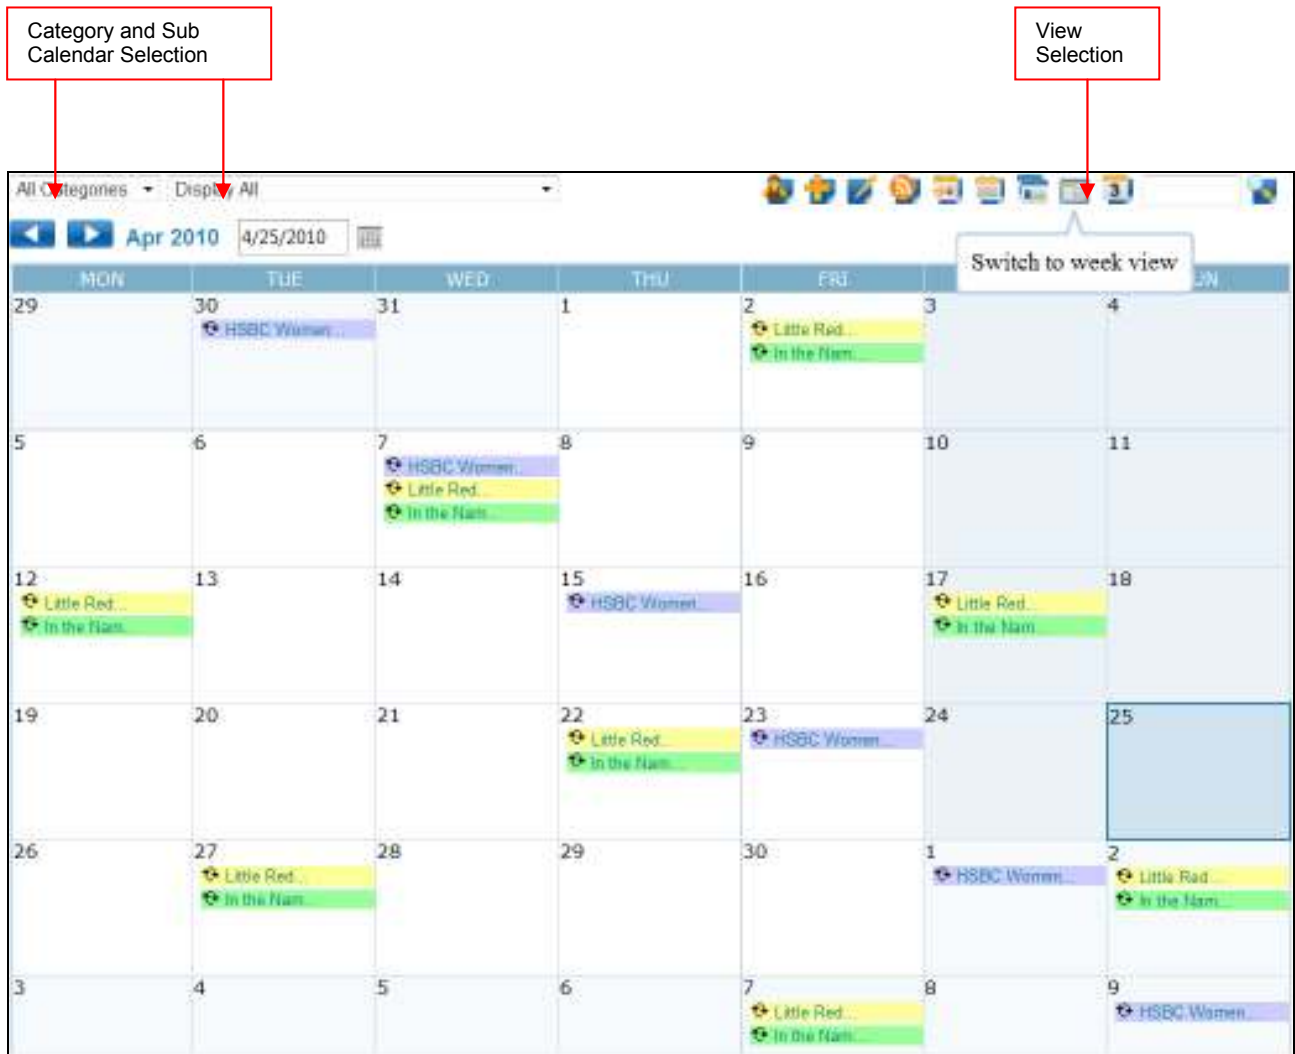 Category and Sub
Calendar Selection
View
Selection
All Categories
Display All
3
Apr 2010
4/25/2010
Switch to week view
MON TUE WED THU FRI UN
29 30 31 1 2 3 4
HSBC Women...
Little Red...
In the Nam...
5 6 7 8 9 10 11
HSBC Women...
Little Red...
In the Nam...
12 13 14 15 16 17 18
Little Red... HSBC Women... Little Red...
In the Nam... In the Nam...
19 20 21 22 23 24 25
Little Red... HSBC Women...
In the Nam...
26 27 28 29 30 1 2
Little Red... HSBC Women... Little Red...
In the Nam... In the Nam...
3 4 5 6 7 8 9
Little Red... HSBC Women...
In the Nam...